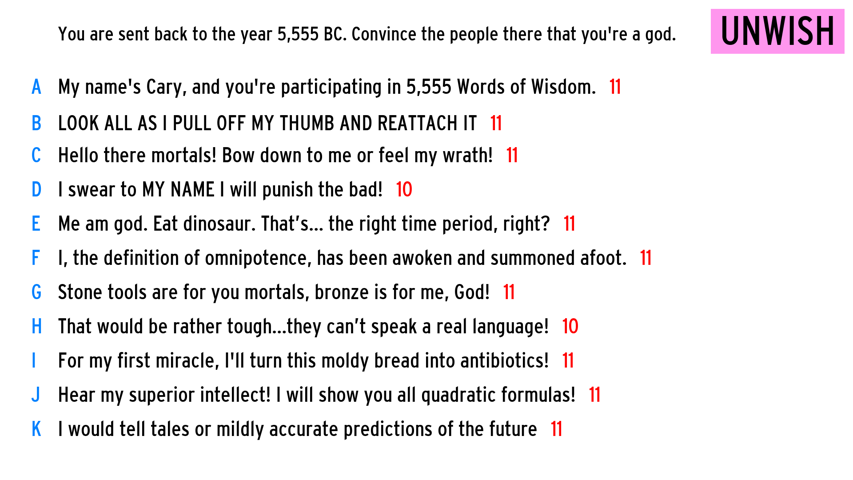 You are sent back to the year 5,555 BC. Convince the people there that you're a god.
UNWISH
A My name's Cary, and you're participating in 5,555 Words of Wisdom. 11
B LOOK ALL AS I PULL OFF MY THUMB AND REATTACH IT 11
C Hello there mortals! Bow down to me or feel my wrath! 11
D I swear to MY NAME I will punish the bad! 10
E Me am god. Eat dinosaur. That’s... the right time period, right? 11
F I, the definition of omnipotence, has been awoken and summoned afoot. 11
G Stone tools are for you mortals, bronze is for me, God! 11
H That would be rather tough...they can’t speak a real language! 10
I For my first miracle, I'll turn this moldy bread into antibiotics! 11
J Hear my superior intellect! I will show you all quadratic formulas! 11
K I would tell tales or mildly accurate predictions of the future 11